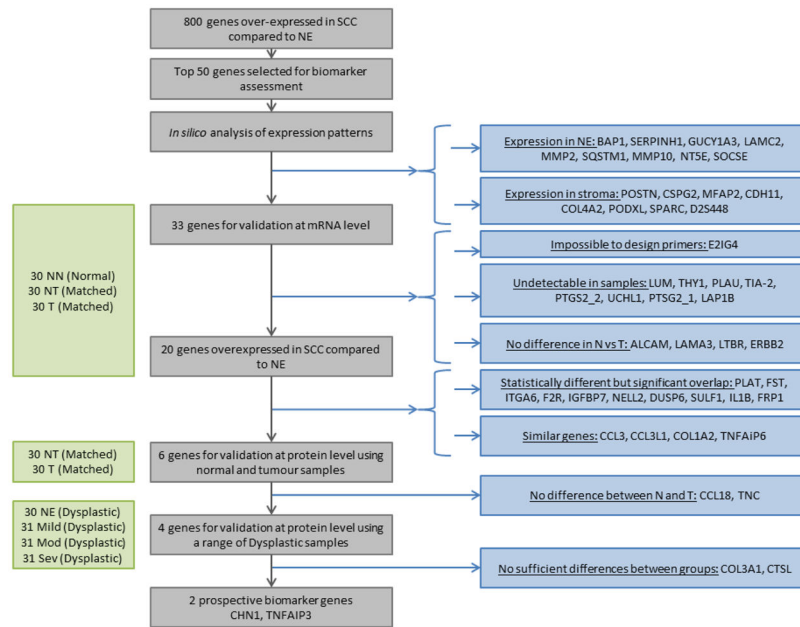 800 genes over-expressed in SCC
compared to NE
Top 50 genes selected for biomarker
assessment
In silico analysis of expression patterns
Expression in NE: BAP1, SERPINH1, GUCY1A3, LAMC2,
MMP2, SQSTM1, MMP10, NT5E, SOCSE
Expression in stroma: POSTN, CSPG2, MFAP2, CDH11,
COL4A2, PODXL, SPARC, D2S448
33 genes for validation at mRNA level
30 NN (Normal)
30 NT (Matched)
30 T (Matched)
Impossible to design primers: E2IG4
Undetectable in samples: LUM, THY1, PLAU, TIA-2,
PTGS2_2, UCHL1, PTSG2_1, LAP1B
No difference in N vs T: ALCAM, LAMA3, LTBR, ERBB2
20 genes overexpressed in SCC compared
to NE
Statistically different but significant overlap: PLAT, FST,
ITGA6, F2R, IGFBP7, NELL2, DUSP6, SULF1, IL1B, FRP1
Similar genes: CCL3, CCL3L1, COL1A2, TNFAiP6
30 NT (Matched)
30 T (Matched)
6 genes for validation at protein level using
normal and tumour samples
No difference between N and T: CCL18, TNC
30 NE (Dysplastic)
31 Mild (Dysplastic)
31 Mod (Dysplastic)
31 Sev (Dysplastic)
4 genes for validation at protein level using
a range of Dysplastic samples
No sufficient differences between groups: COL3A1, CTSL
2 prospective biomarker genes
CHN1, TNFAIP3